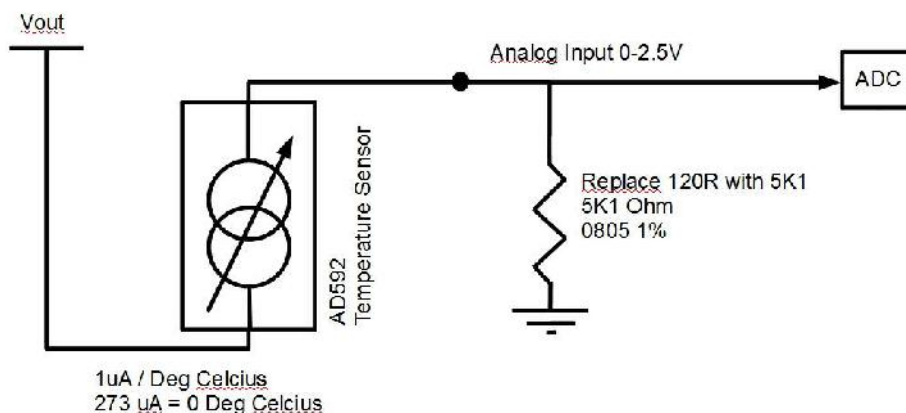 Vout
Analog Input 0-2.5V
ADC
AD592
Temperature Sensor
Replace 120R with 5K1
5K1 Ohm
0805 1%
1uA / Deg Celcius
273 uA = 0 Deg Celcius